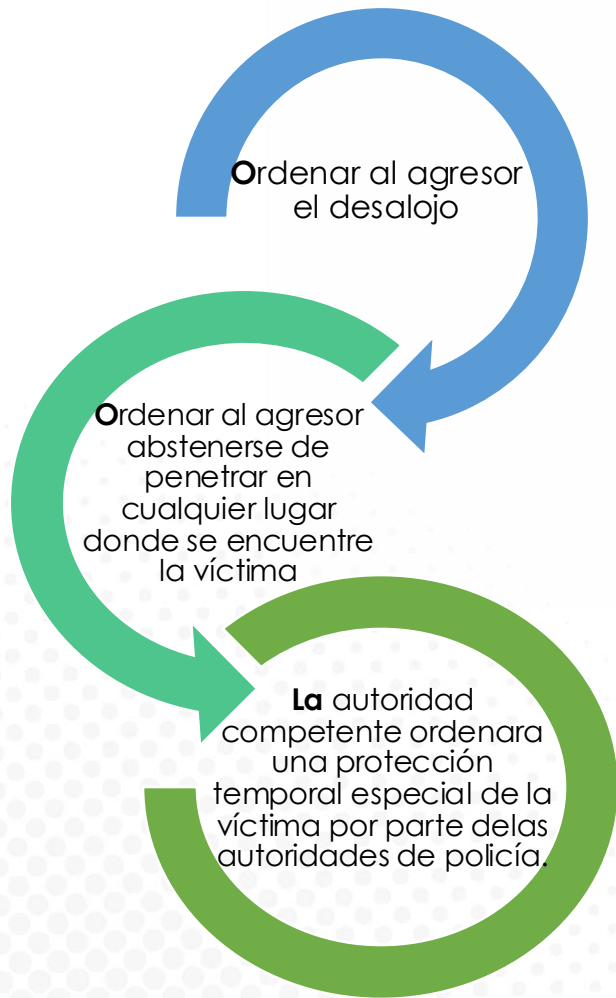 Ordenar al agresor
el desalojo
Ordenar al agresor
abstenerse de
penetrar en
cualquier lugar
donde se encuentre
la víctima
La autoridad
competente ordenara
una protección
temporal especial de la
víctima por parte delas
autoridades de policía.